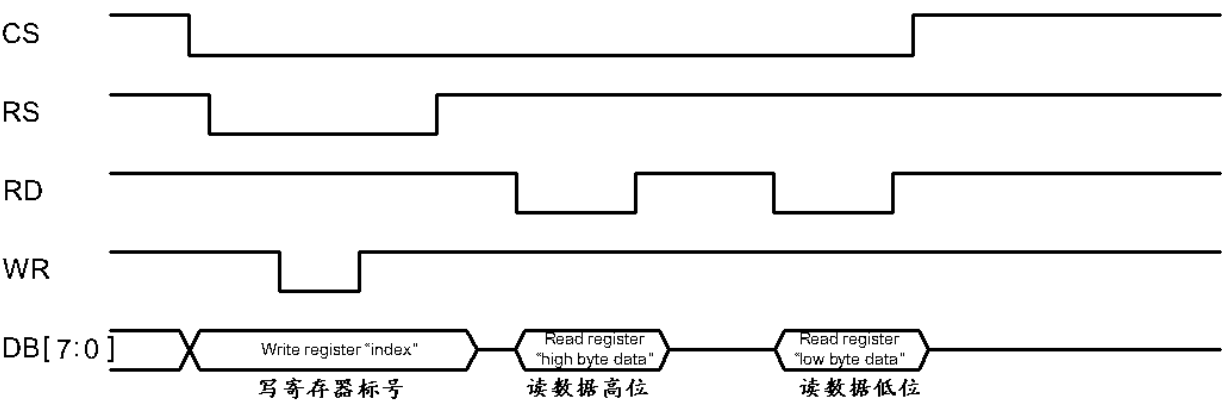 CS
RS
RD
WR
DB[7:0]
Write register "index"
Read register
"high byte data"
Read register
"low byte data"
写寄存器标号
读数据高位
读数据低位